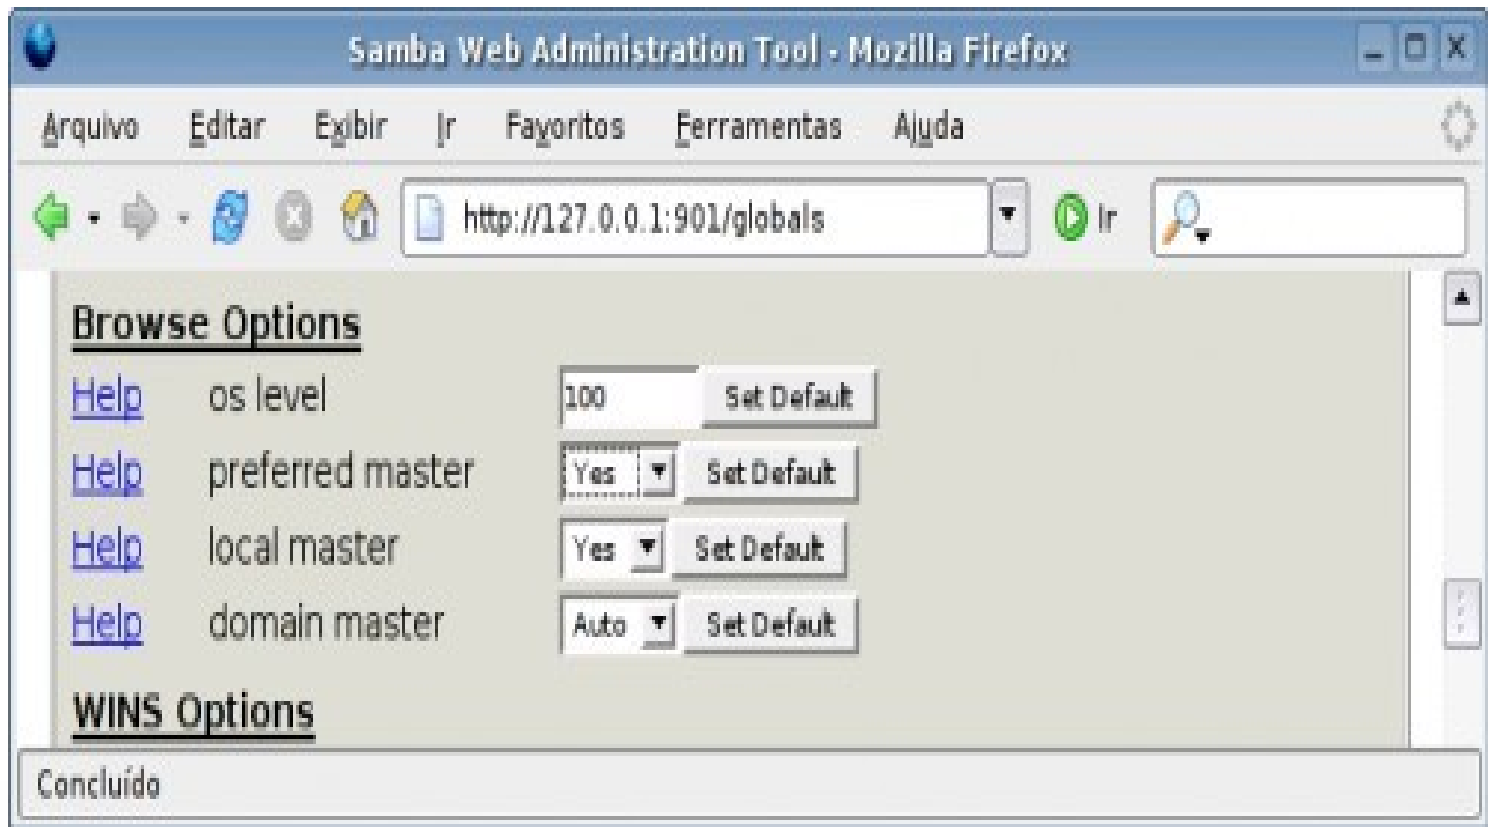 Samba Web Administration Tool - Mozilla Firefox
Arquivo Editar Exibir Ir Favoritos Ferramentas Ajuda
http://127.0.0.1:901/globals Ir
Browse Options
Help os level 100 Set Default
Help preferred master Yes Set Default
Help local master Yes Set Default
Help domain master Auto Set Default
WINS Options
Concluído